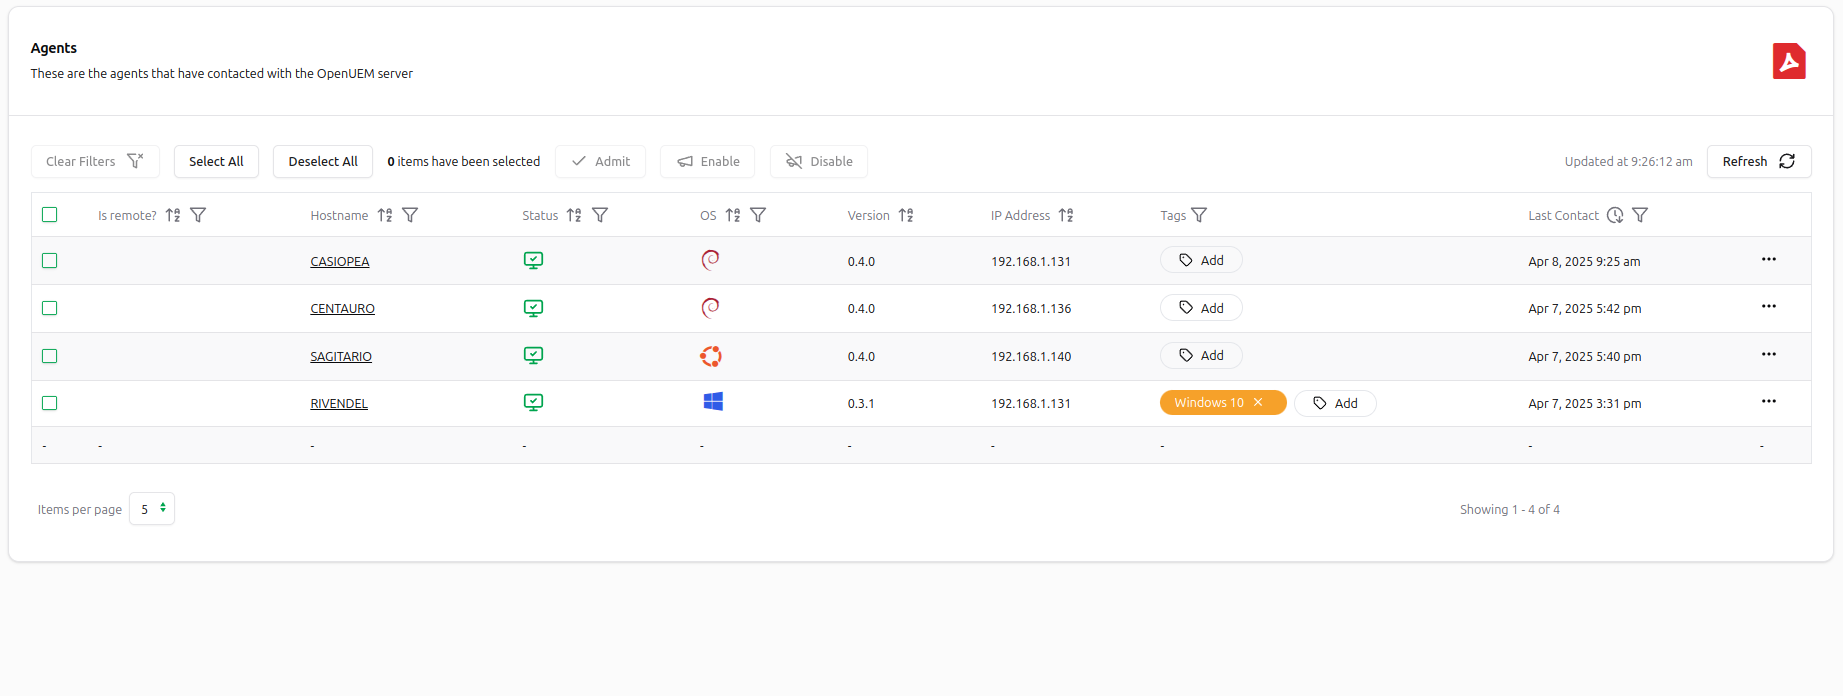 Agents
These are the agents that have contacted with the OpenUEM server
Clear Filters Select All Deselect All 0 items have been selected Admit Enable Disable Updated at 9:26:12 am Refresh
Is remote? Hostname Status OS Version IP Address Tags Last Contact
CASIOPEA 0.4.0 192.168.1.131 Add Apr 8, 2025 9:25 am
CENTAURO 0.4.0 192.168.1.136 Add Apr 7, 2025 5:42 pm
SAGITARIO 0.4.0 192.168.1.140 Add Apr 7, 2025 5:40 pm
RIVENDEL 0.3.1 192.168.1.131 Windows 10 × Add Apr 7, 2025 3:31 pm
- - - - - - - - - -
Items per page 5 Showing 1 - 4 of 4